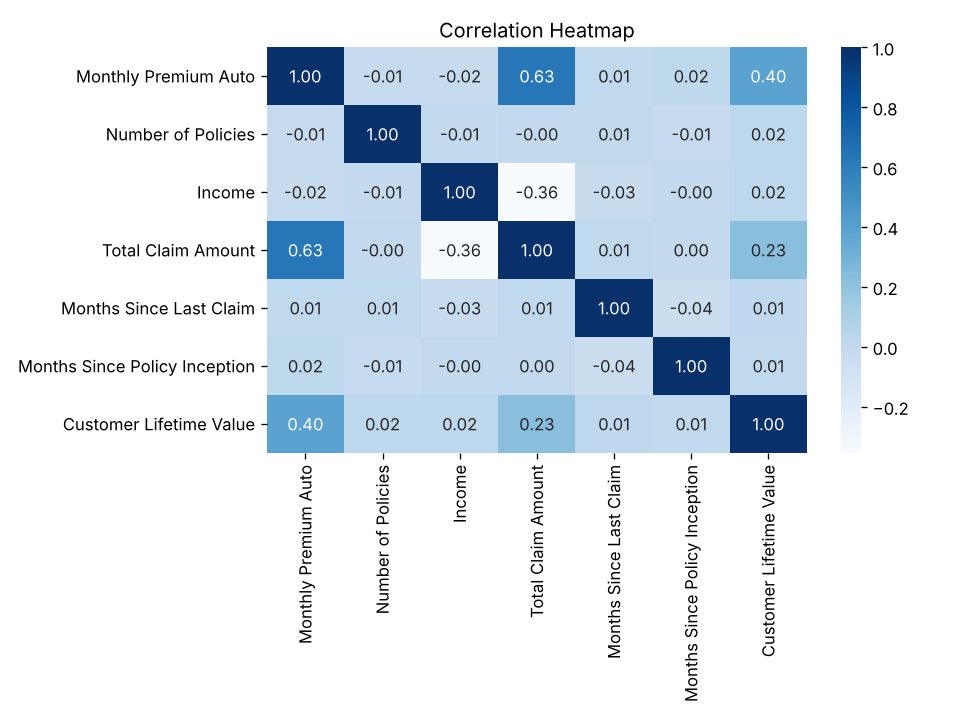 Correlation Heatmap
Monthly Premium Auto 1.00 -0.01 -0.02 0.63 0.01 0.02 0.40
Number of Policies -0.01 1.00 -0.01 -0.00 0.01 -0.01 0.02
Income -0.02 -0.01 1.00 -0.36 -0.03 -0.00 0.02
Total Claim Amount 0.63 -0.00 -0.36 1.00 0.01 0.00 0.23
Months Since Last Claim 0.01 0.01 -0.03 0.01 1.00 -0.04 0.01
Months Since Policy Inception 0.02 -0.01 -0.00 0.00 -0.04 1.00 0.01
Customer Lifetime Value 0.40 0.02 0.02 0.23 0.01 0.01 1.00
Monthly Premium Auto
Number of Policies
Income
Total Claim Amount
Months Since Last Claim
Months Since Policy Inception
Customer Lifetime Value
1.0
0.8
0.6
0.4
0.2
0.0
−0.2